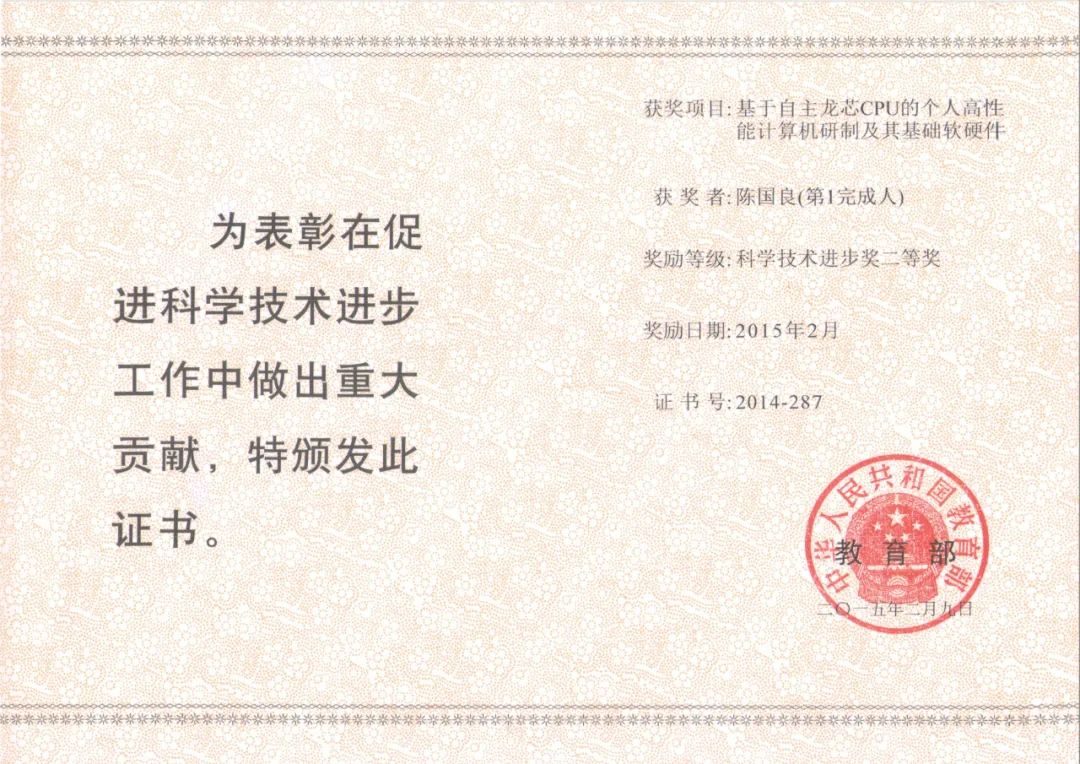 为表彰在促
进科学技术进步
工作中做出重大
贡献，特颁发此
证书。
获奖项目:基于自主龙芯CPU的个人高性
能计算机研制及其基础软硬件
获 奖 者:陈国良(第1完成人)
奖励等级:科学技术进步奖二等奖
奖励日期:2015年2月
证 书 号:2014-287
中华人民共和国教育部
教 育 部
二〇一五年二月九日